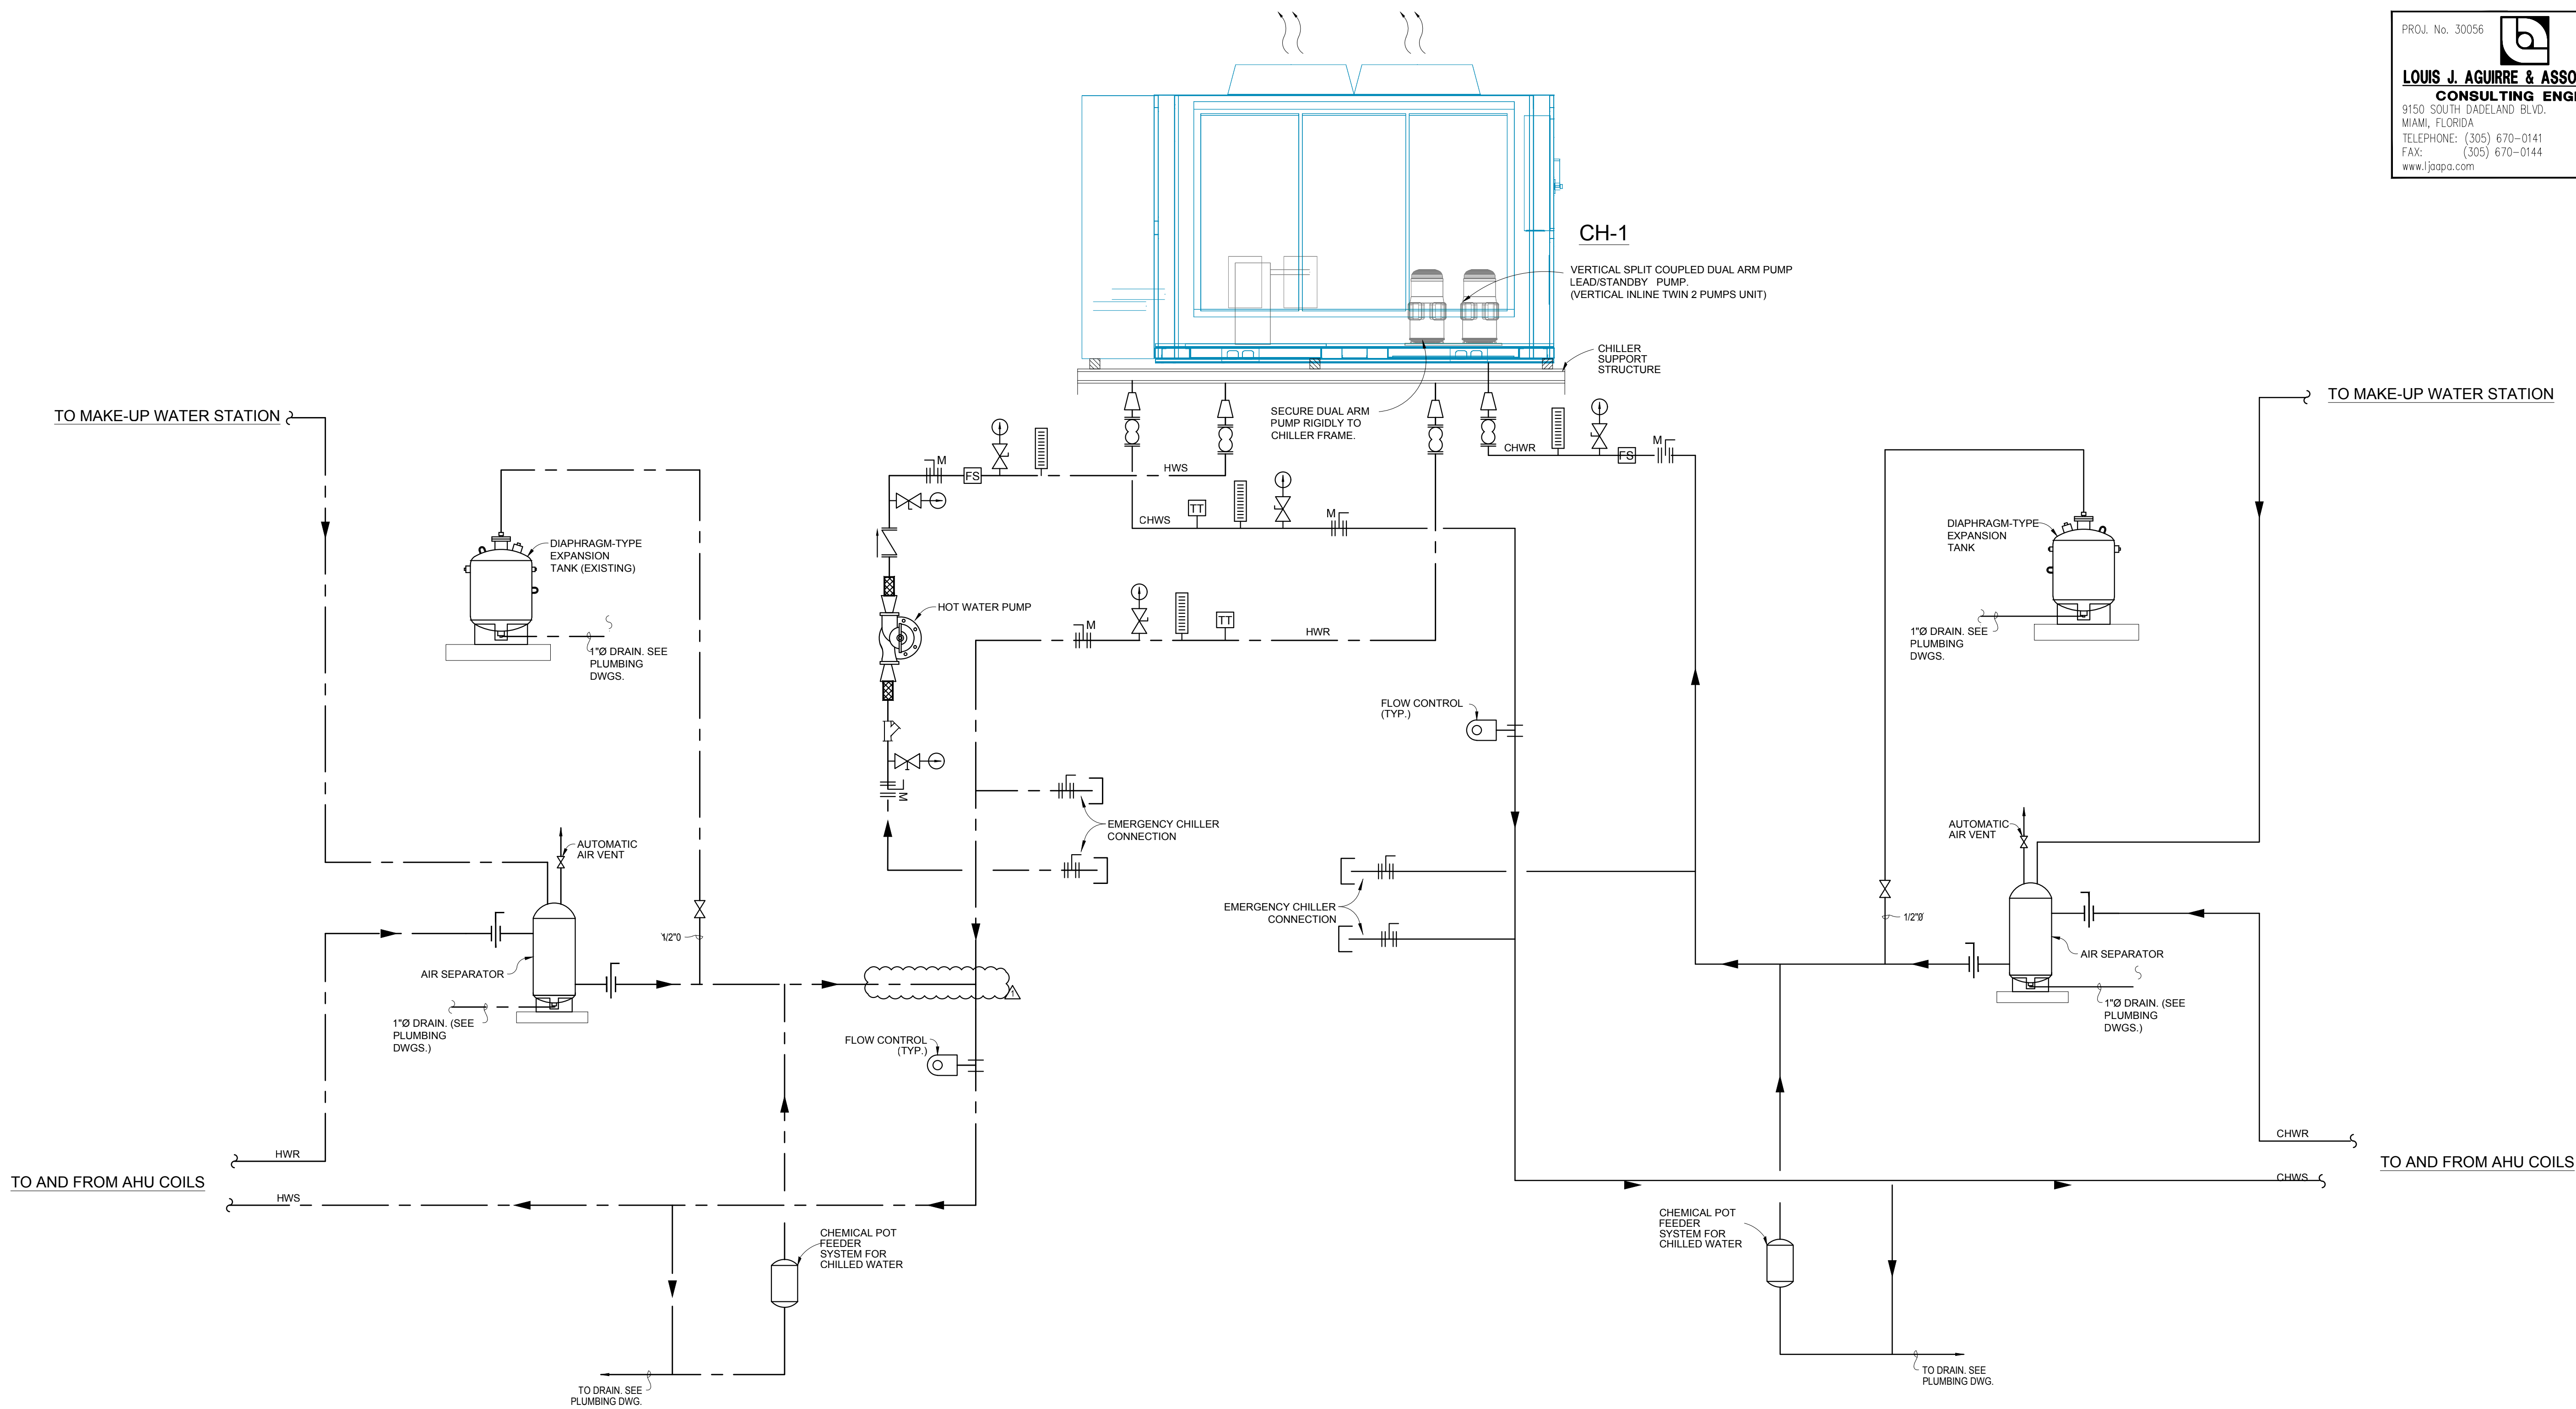 PROJ. No. 30056
LOUIS J. AGUIRRE & ASSO
CONSULTING ENG
9150 SOUTH DADELAND BLVD.
MIAMI, FLORIDA
TELEPHONE: (305) 670-0141
FAX: (305) 670-0144
www.ljaapa.com
CH-1
VERTICAL SPLIT COUPLED DUAL ARM PUMP
LEAD/STANDBY PUMP.
(VERTICAL INLINE TWIN 2 PUMPS UNIT)
CHILLER
SUPPORT
STRUCTURE
SECURE DUAL ARM
PUMP RIGIDLY TO
CHILLER FRAME.
TO MAKE-UP WATER STATION
TO MAKE-UP WATER STATION
M
FS
HWS
CHWR
FS
M
TT
CHWS
M
DIAPHRAGM-TYPE
EXPANSION
TANK (EXISTING)
1"Ø DRAIN. SEE
PLUMBING
DWGS.
HOT WATER PUMP
M
TT
HWR
M
DIAPHRAGM-TYPE
EXPANSION
TANK
1"Ø DRAIN. SEE
PLUMBING
DWGS.
FLOW CONTROL
(TYP.)
EMERGENCY CHILLER
CONNECTION
EMERGENCY CHILLER
CONNECTION
AUTOMATIC
AIR VENT
1/2"0
AIR SEPARATOR
1"Ø DRAIN. (SEE
PLUMBING
DWGS.)
1
FLOW CONTROL
(TYP.)
AUTOMATIC
AIR VENT
1/2"Ø
AIR SEPARATOR
1"Ø DRAIN. (SEE
PLUMBING
DWGS.)
HWR
TO AND FROM AHU COILS
HWS
CHWR
TO AND FROM AHU COILS
CHWS
CHEMICAL POT
FEEDER
SYSTEM FOR
CHILLED WATER
TO DRAIN. SEE
PLUMBING DWG.
CHEMICAL POT
FEEDER
SYSTEM FOR
CHILLED WATER
TO DRAIN. SEE
PLUMBING DWG.